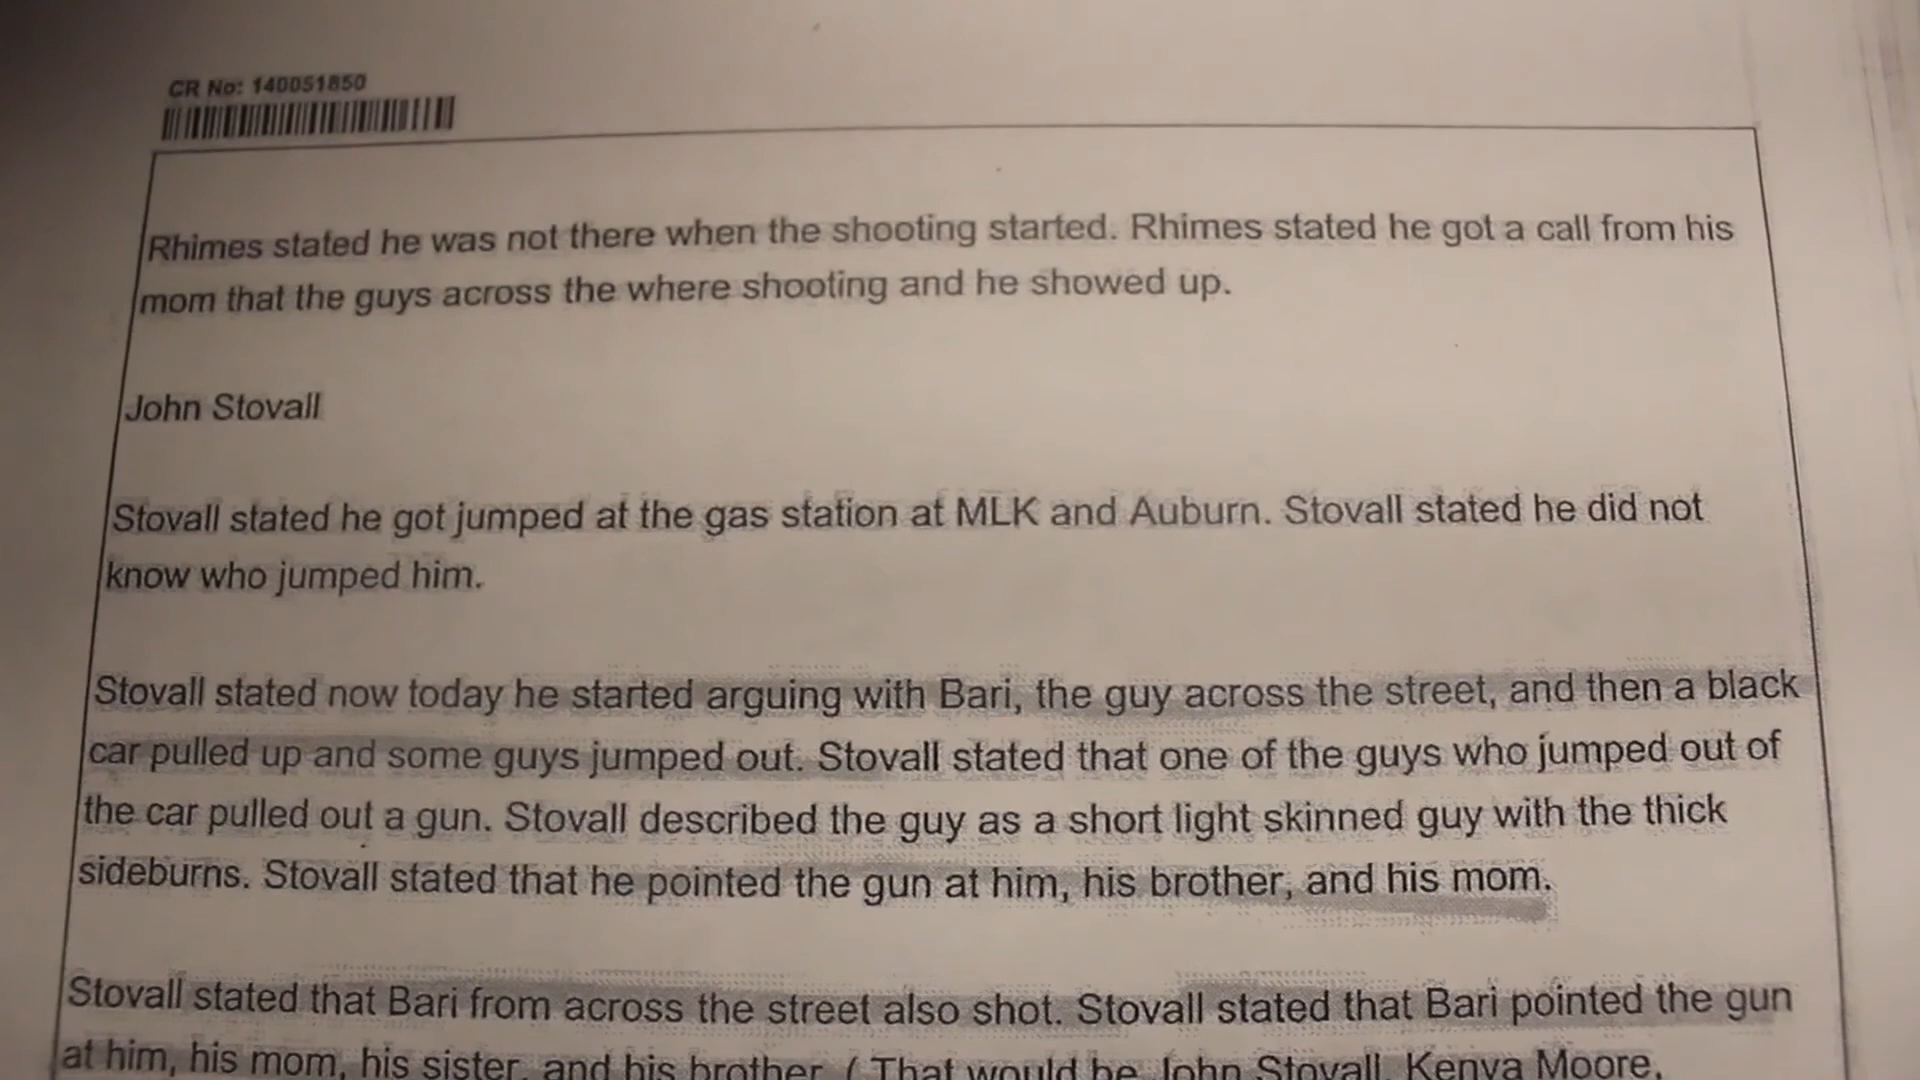 CR No: 140051850
Rhimes stated he was not there when the shooting started. Rhimes stated he got a call from his
mom that the guys across the where shooting and he showed up.
John Stovall
Stovall stated he got jumped at the gas station at MLK and Auburn. Stovall stated he did not
know who jumped him.
Stovall stated now today he started arguing with Bari, the guy across the street, and then a black
car pulled up and some guys jumped out. Stovall stated that one of the guys who jumped out of
the car pulled out a gun. Stovall described the guy as a short light skinned guy with the thick
sideburns. Stovall stated that he pointed the gun at him, his brother, and his mom.
Stovall stated that Bari from across the street also shot. Stovall stated that Bari pointed the gun
at him, his mom, his sister, and his brother. ( That would be John Stovall, Kenya Moore,